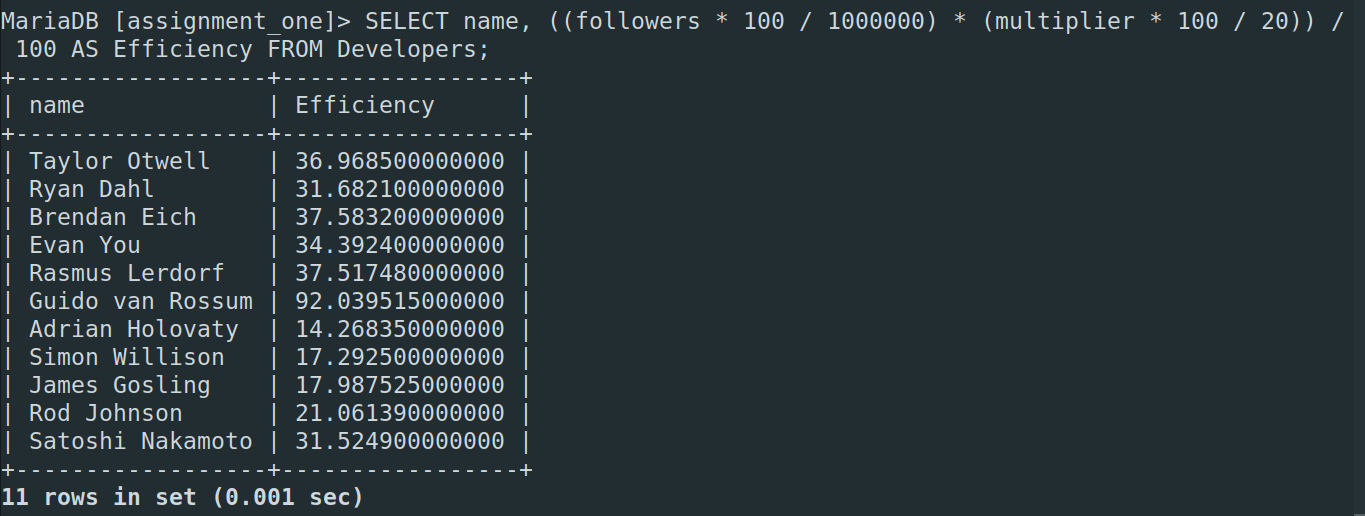 MariaDB [assignment_one]> SELECT name, ((followers * 100 / 1000000) * (multiplier * 100 / 20)) /
 100 AS Efficiency FROM Developers;
+------------------+-----------------+
| name             | Efficiency      |
+------------------+-----------------+
| Taylor Otwell    | 36.968500000000 |
| Ryan Dahl        | 31.682100000000 |
| Brendan Eich     | 37.583200000000 |
| Evan You         | 34.392400000000 |
| Rasmus Lerdorf   | 37.517480000000 |
| Guido van Rossum | 92.039515000000 |
| Adrian Holovaty  | 14.268350000000 |
| Simon Willison   | 17.292500000000 |
| James Gosling    | 17.987525000000 |
| Rod Johnson      | 21.061390000000 |
| Satoshi Nakamoto | 31.524900000000 |
+------------------+-----------------+
11 rows in set (0.001 sec)